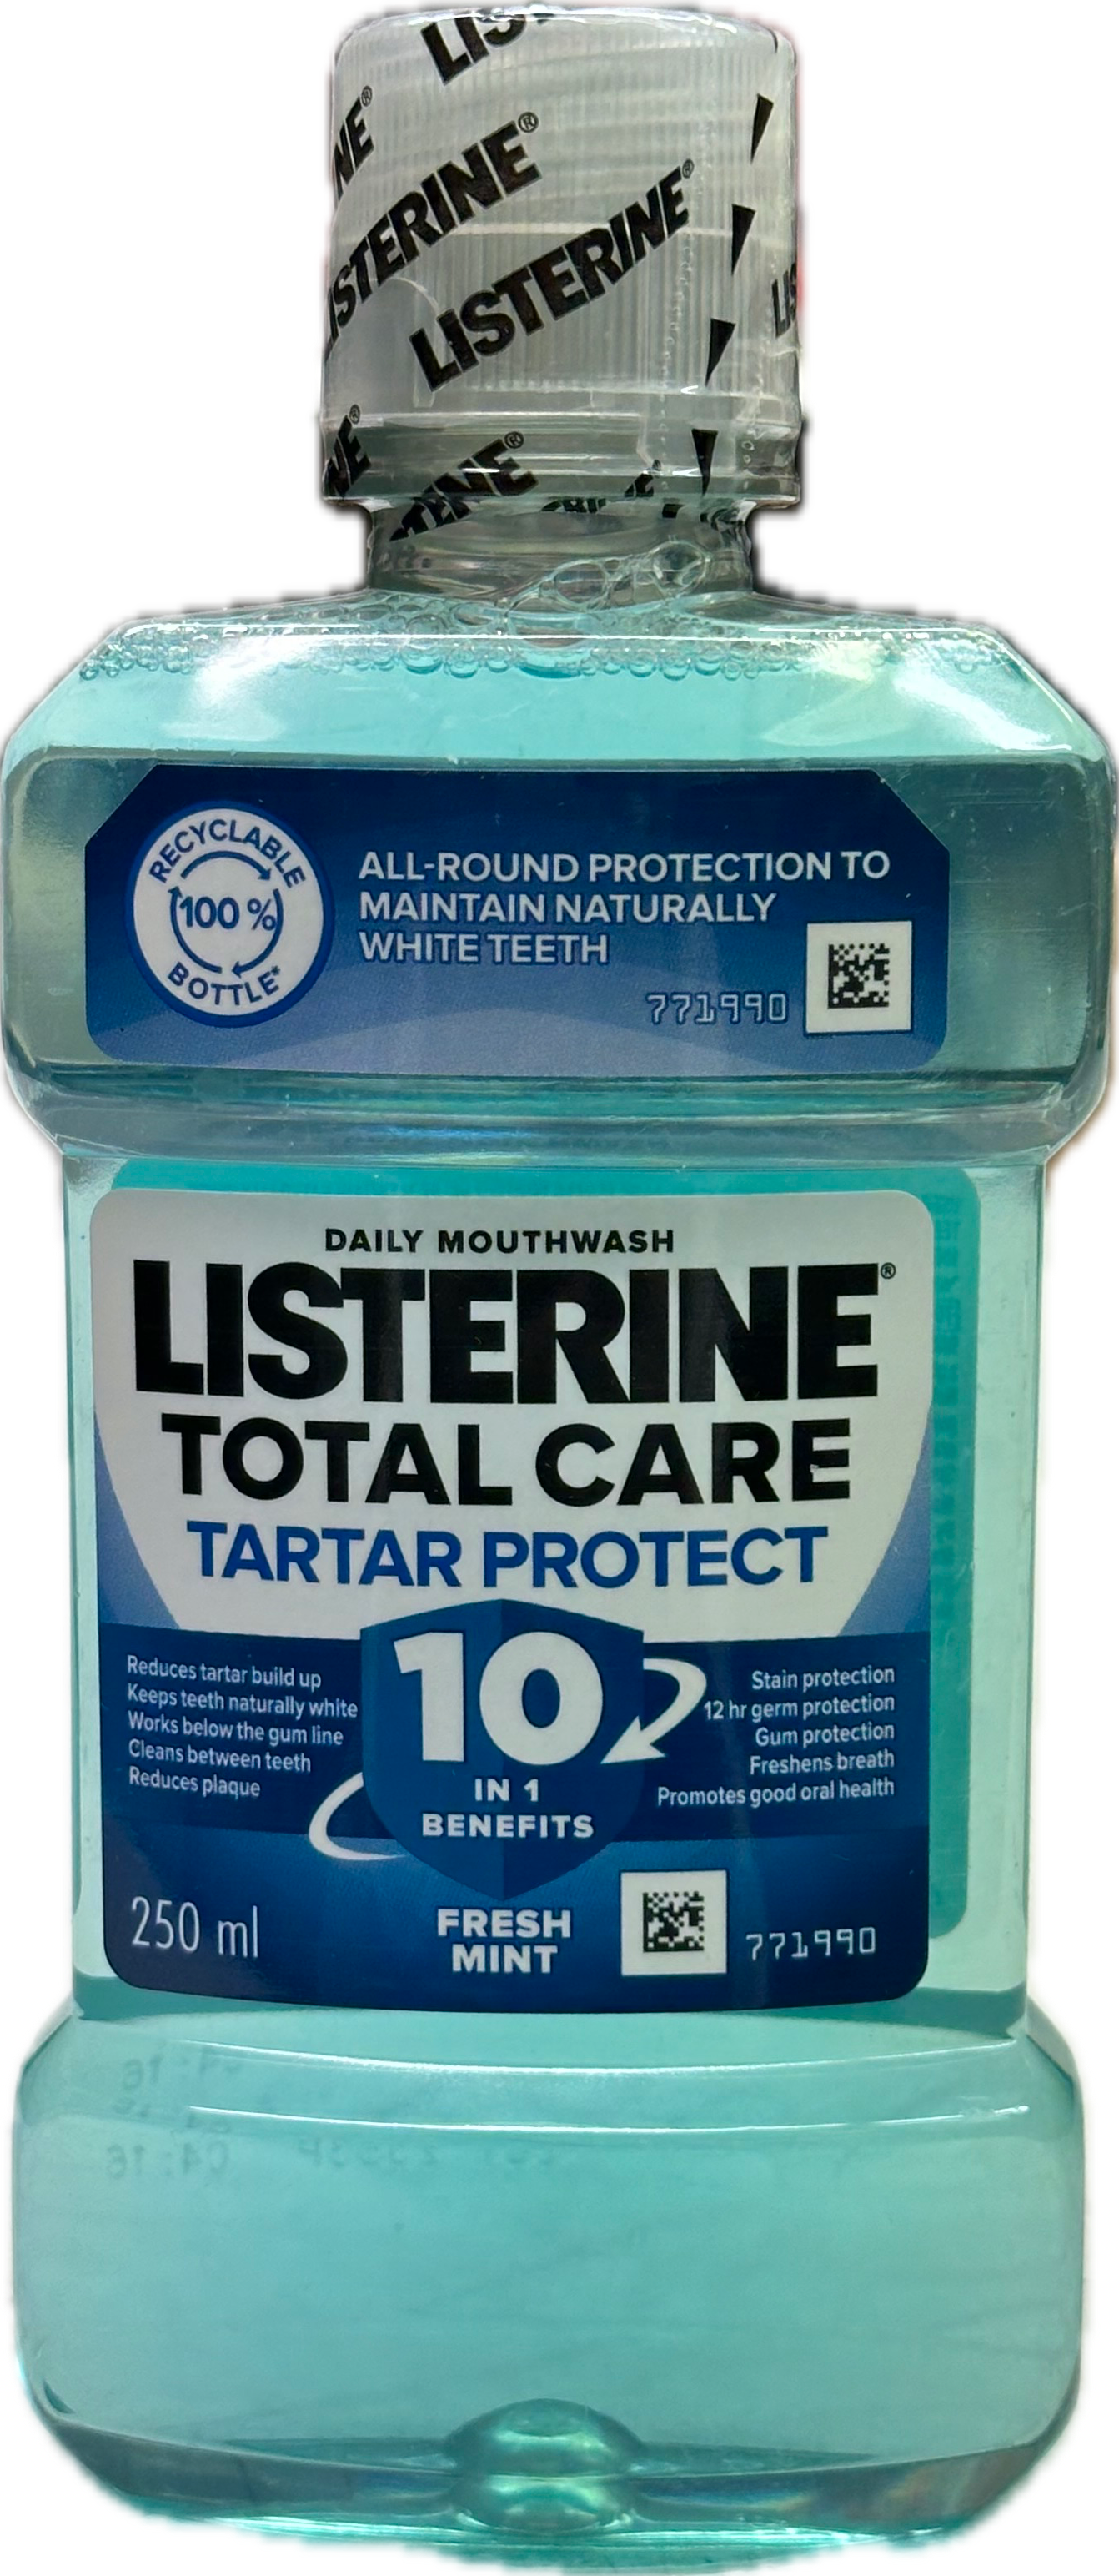 LISTERINE®
LISTERINE®
RECYCLABLE
100 %
BOTTLE*
ALL-ROUND PROTECTION TO
MAINTAIN NATURALLY
WHITE TEETH
771990
DAILY MOUTHWASH
LISTERINE®
TOTAL CARE
TARTAR PROTECT
10
IN 1
BENEFITS
Reduces tartar build up
Keeps teeth naturally white
Works below the gum line
Cleans between teeth
Reduces plaque
Stain protection
12 hr germ protection
Gum protection
Freshens breath
Promotes good oral health
250 ml
FRESH
MINT
771990